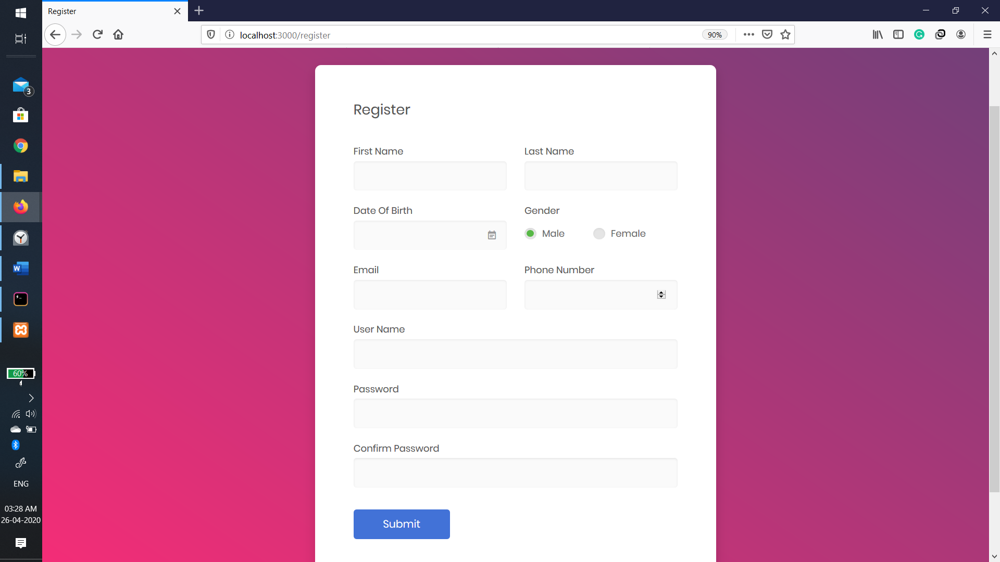 Register
localhost:3000/register
90%
3
Register
First Name
Last Name
Date Of Birth
Gender
Male
Female
Email
Phone Number
User Name
Password
Confirm Password
Submit
60%
ENG
03:28 AM
26-04-2020